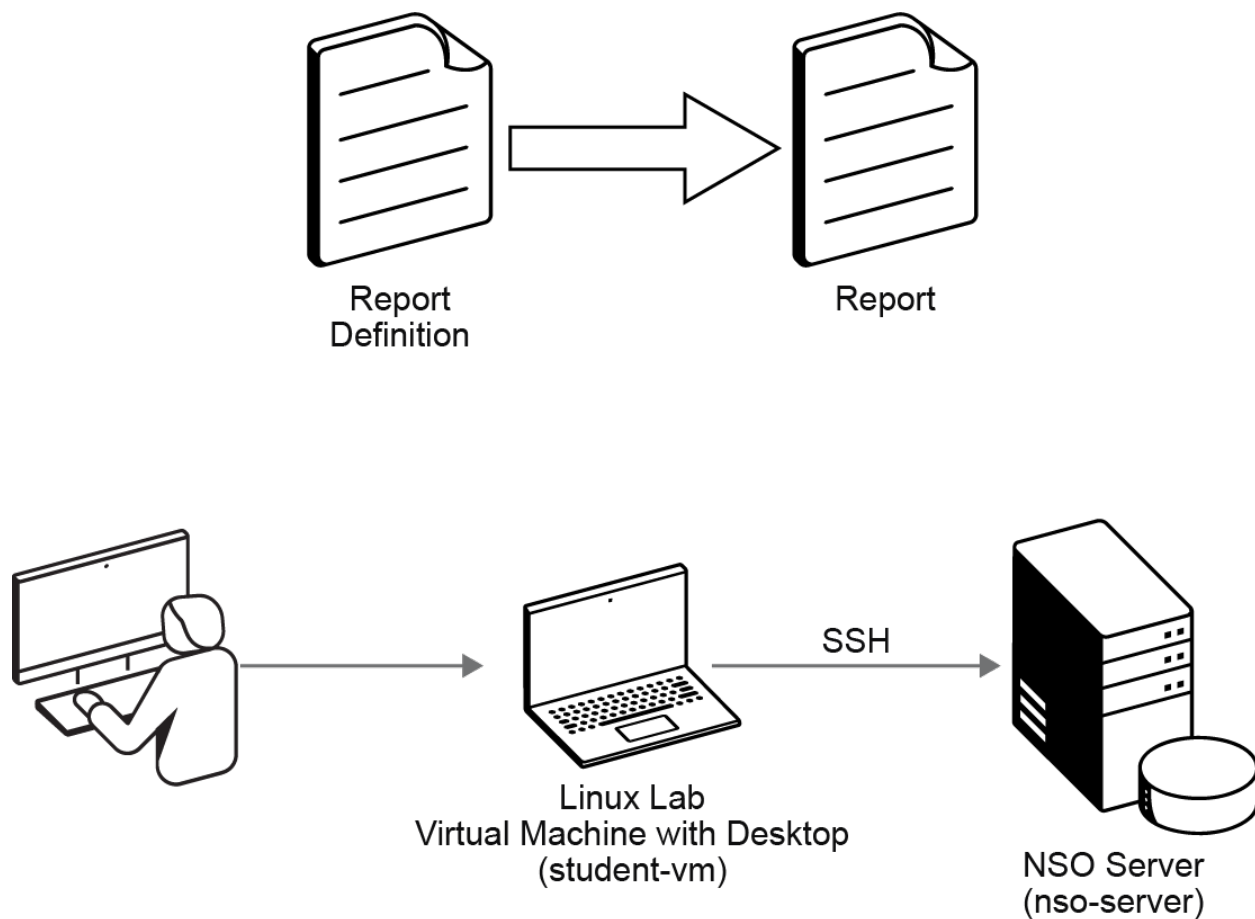 Report
Definition
Report
SSH
Linux Lab
Virtual Machine with Desktop
(student-vm)
NSO Server
(nso-server)